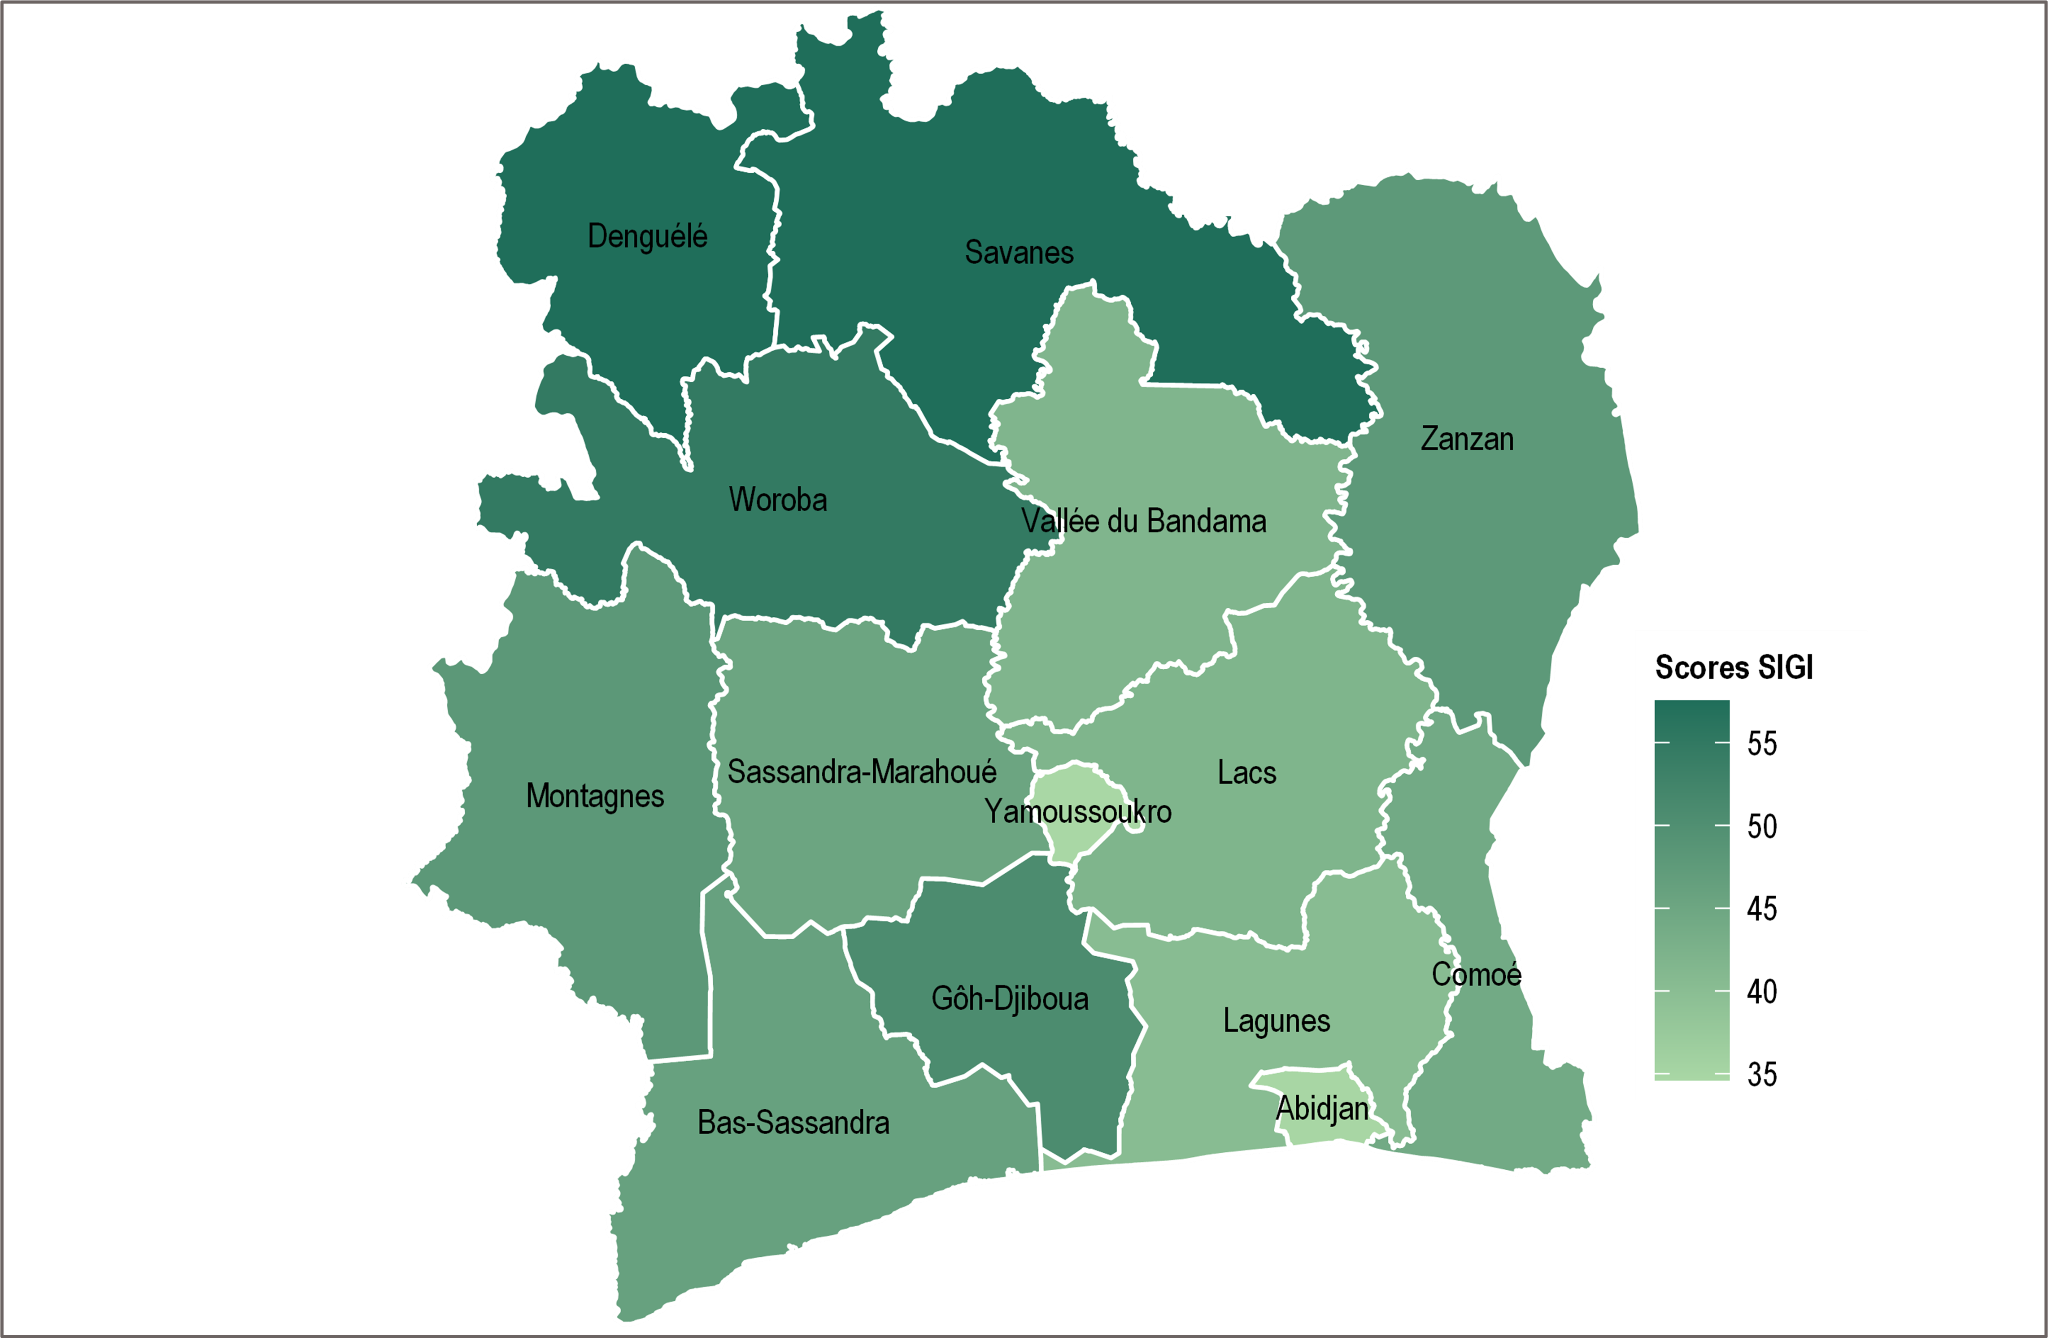 Denguélé
Savanes
Zanzan
Woroba
Vallée du Bandama
Scores SIGI
55
50
45
40
35
Sassandra-Marahoué
Lacs
Montagnes
Yamoussoukro
Comoé
Gôh-Djiboua
Lagunes
Abidjan
Bas-Sassandra